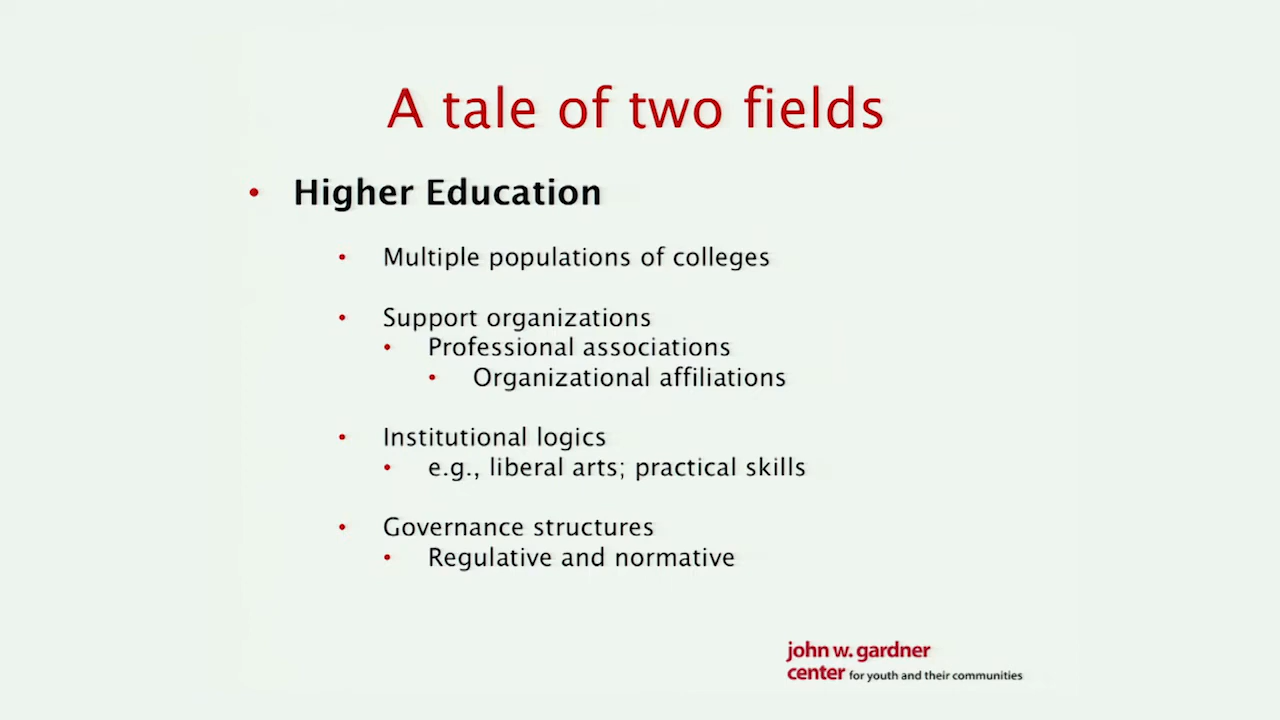 A tale of two fields
• Higher Education
• Multiple populations of colleges
• Support organizations
• Professional associations
• Organizational affiliations
• Institutional logics
• e.g., liberal arts; practical skills
• Governance structures
• Regulative and normative
john w. gardner
center for youth and their communities